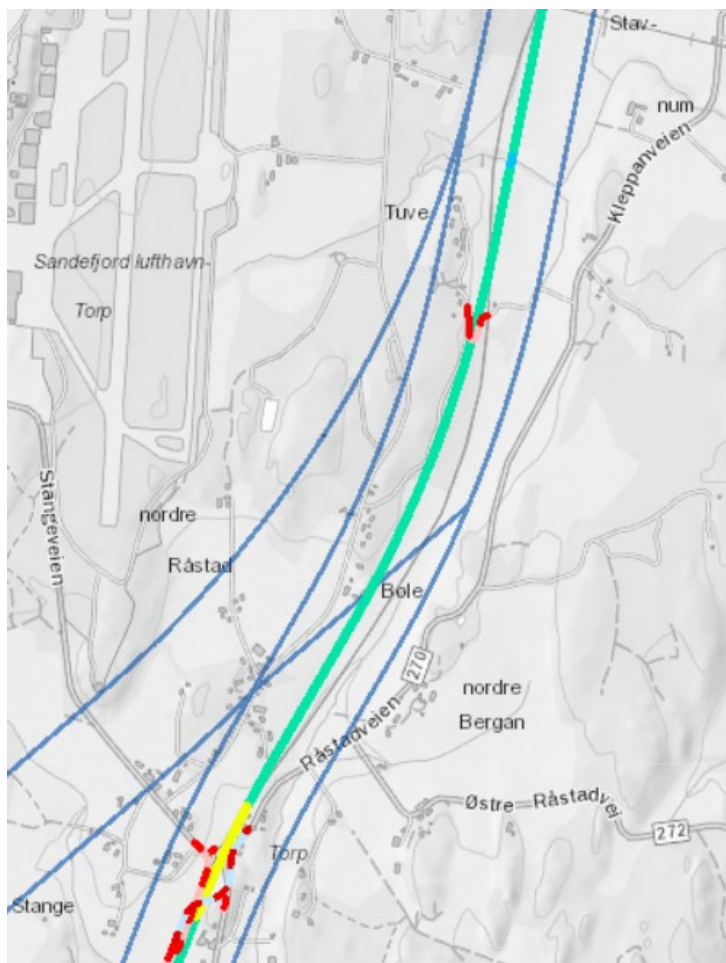 Stav-
num
Kleppanveien
Tuve
Sandefjord lufthavn-
Torp
Stangeveien
nordre
Råstad
Bole
270
nordre
Bergan
Råstadveien
Østre Råstadvei
272
Torp
Stange